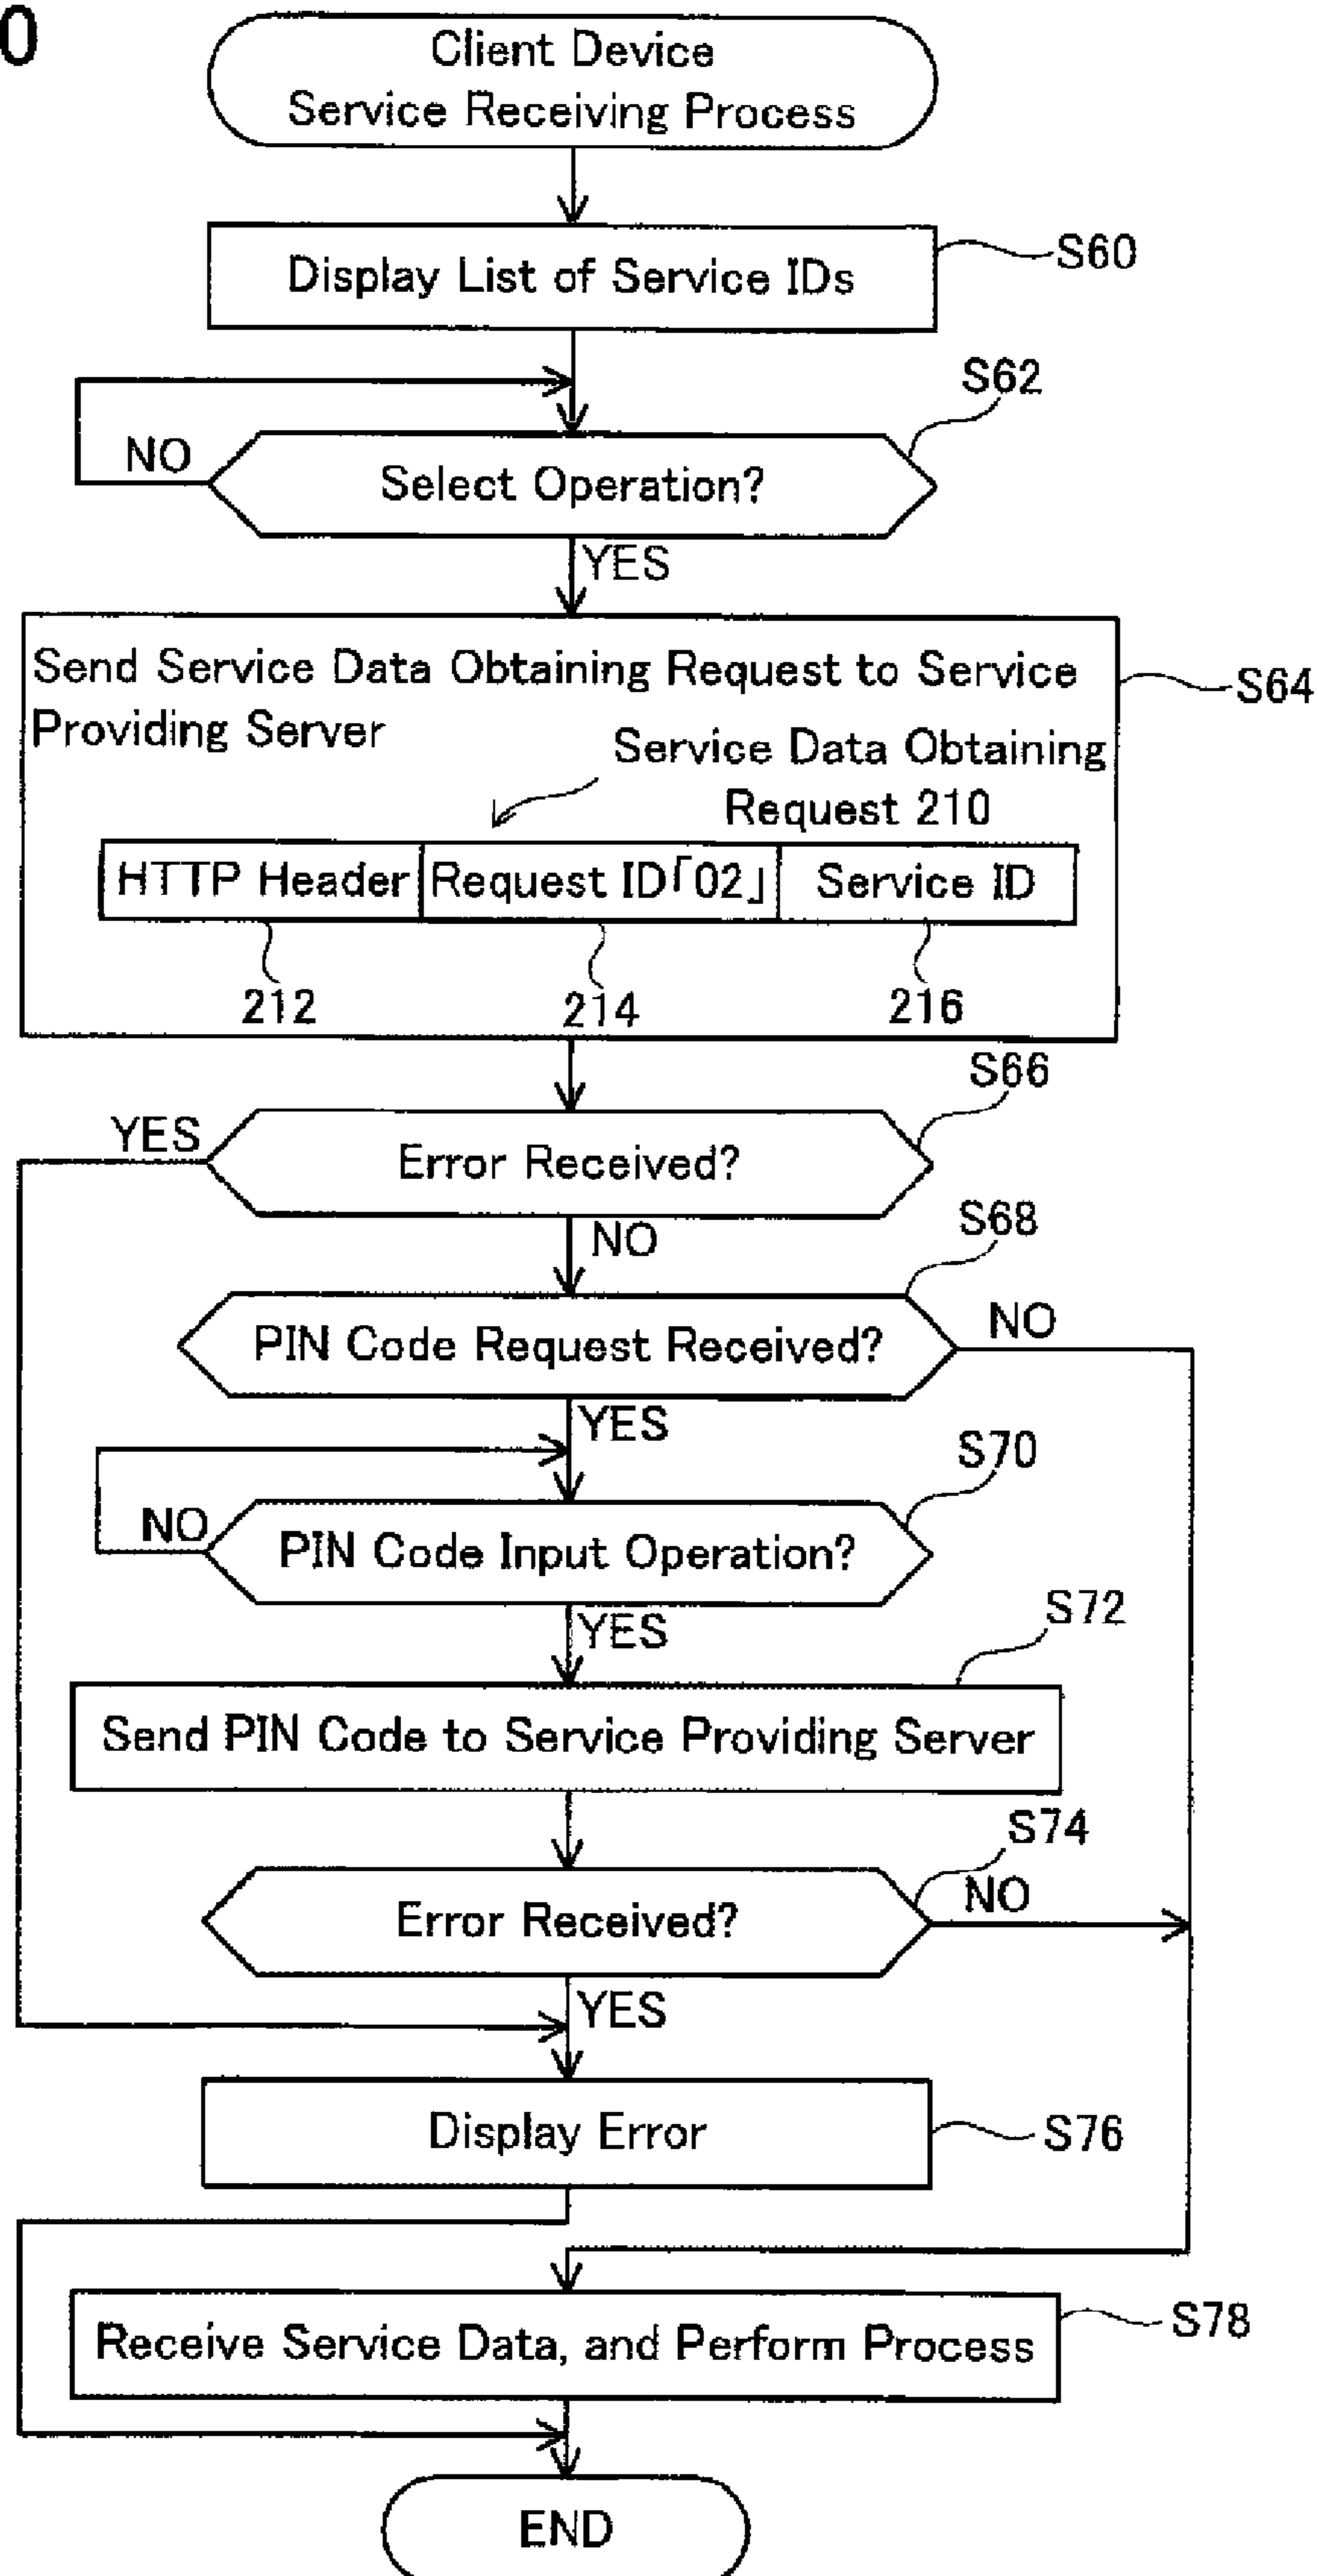 0
Client Device
Service Receiving Process
Display List of Service IDs
S60
S62
NO
Select Operation?
YES
Send Service Data Obtaining Request to Service
Providing Server
S64
Service Data Obtaining
Request 210
HTTP Header
Request ID「02」
Service ID
212
214
216
S66
YES
Error Received?
NO
S68
PIN Code Request Received?
NO
YES
S70
NO
PIN Code Input Operation?
YES
S72
Send PIN Code to Service Providing Server
S74
Error Received?
NO
YES
Display Error
S76
Receive Service Data, and Perform Process
S78
END